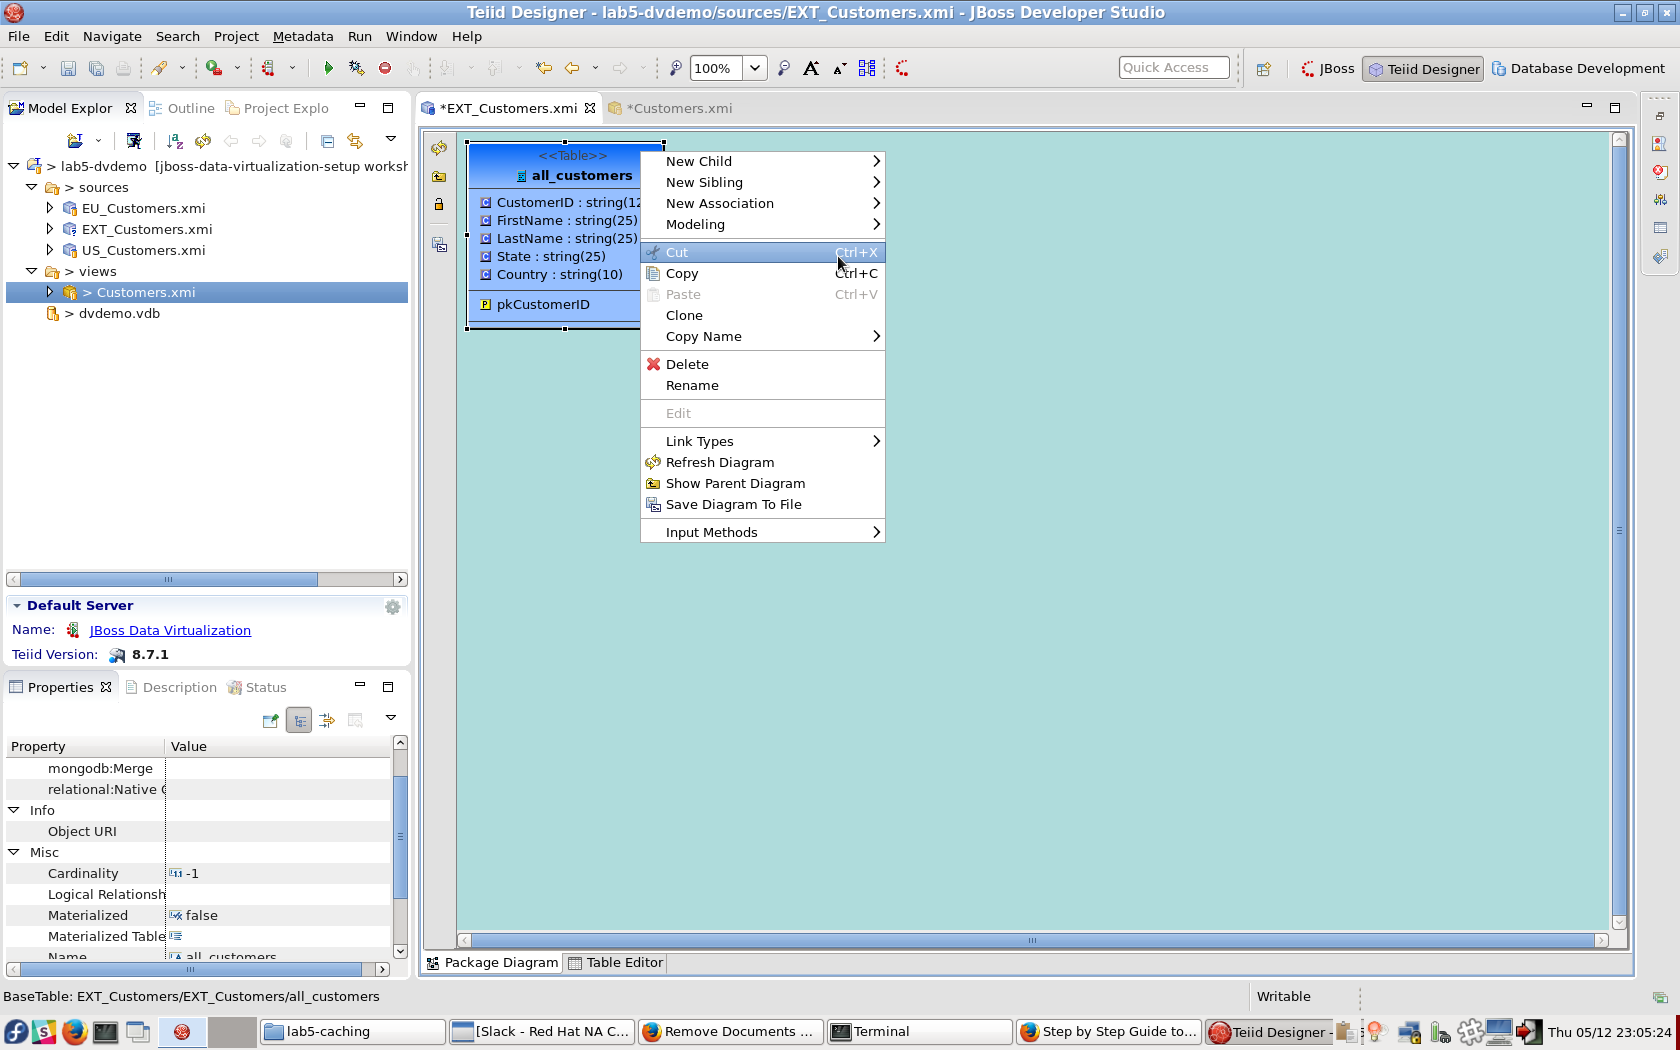 Teiid Designer - lab5-dvdemo/sources/EXT_Customers.xmi - JBoss Developer Studio
File Edit Navigate Search Project Metadata Run Window Help
100% Quick Access JBoss Teiid Designer Database Development
Model Explor Outline Project Explo
*EXT_Customers.xmi *Customers.xmi
> lab5-dvdemo [jboss-data-virtualization-setup worksh
> sources
EU_Customers.xmi
EXT_Customers.xmi
US_Customers.xmi
> views
> Customers.xmi
> dvdemo.vdb
<<Table>>
all_customers
CustomerID : string(12
FirstName : string(25)
LastName : string(25)
State : string(25)
Country : string(10)
pkCustomerID
New Child
New Sibling
New Association
Modeling
Cut Ctrl+X
Copy Ctrl+C
Paste Ctrl+V
Clone
Copy Name
Delete
Rename
Edit
Link Types
Refresh Diagram
Show Parent Diagram
Save Diagram To File
Input Methods
Default Server
Name: JBoss Data Virtualization
Teiid Version: 8.7.1
Properties Description Status
Property Value
mongodb:Merge
relational:Native
Info
Object URI
Misc
Cardinality -1
Logical Relationsh
Materialized false
Materialized Table
Name all_customers
Package Diagram Table Editor
BaseTable: EXT_Customers/EXT_Customers/all_customers
Writable
lab5-caching [Slack - Red Hat NA C... Remove Documents ... Terminal Step by Step Guide to... Teiid Designer - Thu 05/12 23:05:24